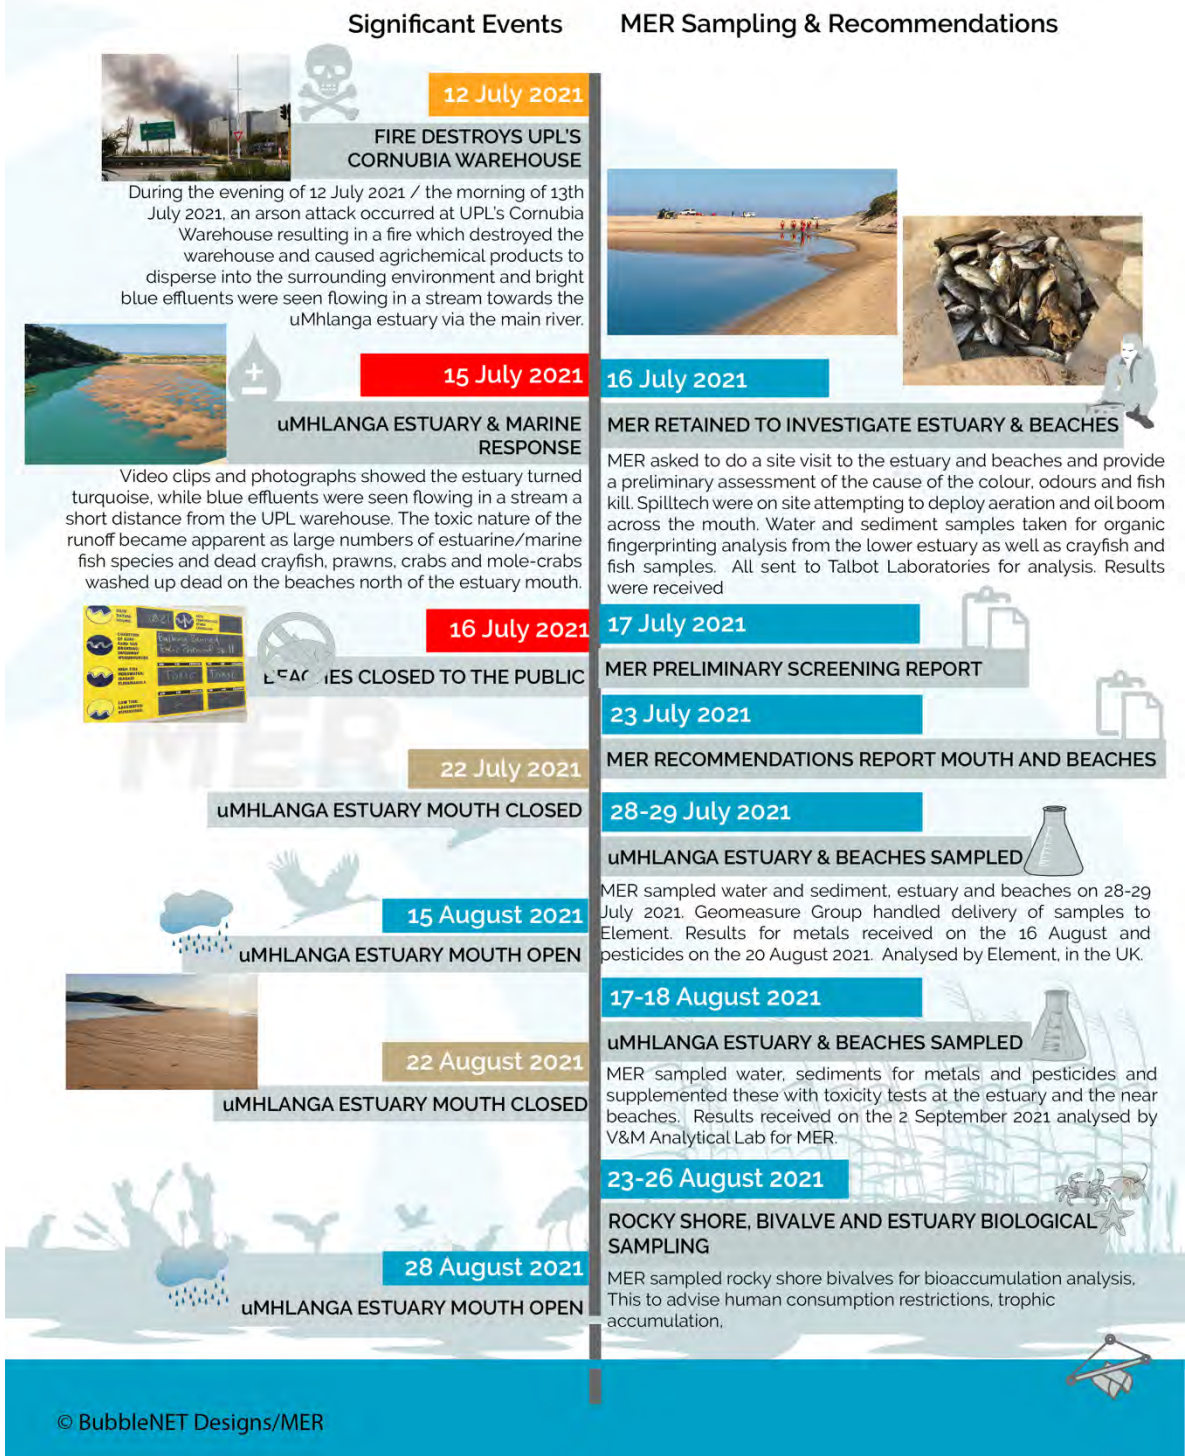 Significant Events
MER Sampling & Recommendations
12 July 2021
FIRE DESTROYS UPL'S
CORNUBIA WAREHOUSE
During the evening of 12 July 2021 / the morning of 13th
July 2021, an arson attack occurred at UPL's Cornubia
Warehouse resulting in a fire which destroyed the
warehouse and caused agrichemical products to
disperse into the surrounding environment and bright
blue effluents were seen flowing in a stream towards the
uMhlanga estuary via the main river.
15 July 2021
uMHLANGA ESTUARY & MARINE
RESPONSE
Video clips and photographs showed the estuary turned
turquoise, while blue effluents were seen flowing in a stream a
short distance from the UPL warehouse. The toxic nature of the
runoff became apparent as large numbers of estuarine/marine
fish species and dead crayfish, prawns, crabs and mole-crabs
washed up dead on the beaches north of the estuary mouth.
16 July 2021
BEACHES CLOSED TO THE PUBLIC
Bathing Banned
Toxic Chemical Spill
TOXIC TOXIC
MER
22 July 2021
uMHLANGA ESTUARY MOUTH CLOSED
15 August 2021
uMHLANGA ESTUARY MOUTH OPEN
22 August 2021
uMHLANGA ESTUARY MOUTH CLOSED
28 August 2021
uMHLANGA ESTUARY MOUTH OPEN
16 July 2021
MER RETAINED TO INVESTIGATE ESTUARY & BEACHES
MER asked to do a site visit to the estuary and beaches and provide
a preliminary assessment of the cause of the colour, odours and fish
kill. Spilltech were on site attempting to deploy aeration and oil boom
across the mouth. Water and sediment samples taken for organic
fingerprinting analysis from the lower estuary as well as crayfish and
fish samples. All sent to Talbot Laboratories for analysis. Results
were received
17 July 2021
MER PRELIMINARY SCREENING REPORT
23 July 2021
MER RECOMMENDATIONS REPORT MOUTH AND BEACHES
28-29 July 2021
uMHLANGA ESTUARY & BEACHES SAMPLED
MER sampled water and sediment, estuary and beaches on 28-29
July 2021. Geomeasure Group handled delivery of samples to
Element. Results for metals received on the 16 August and
pesticides on the 20 August 2021. Analysed by Element, in the UK.
17-18 August 2021
uMHLANGA ESTUARY & BEACHES SAMPLED
MER sampled water, sediments for metals and pesticides and
supplemented these with toxicity tests at the estuary and the near
beaches. Results received on the 2 September 2021 analysed by
V&M Analytical Lab for MER.
23-26 August 2021
ROCKY SHORE, BIVALVE AND ESTUARY BIOLOGICAL
SAMPLING
MER sampled rocky shore bivalves for bioaccumulation analysis,
This to advise human consumption restrictions, trophic
accumulation,
© BubbleNET Designs/MER